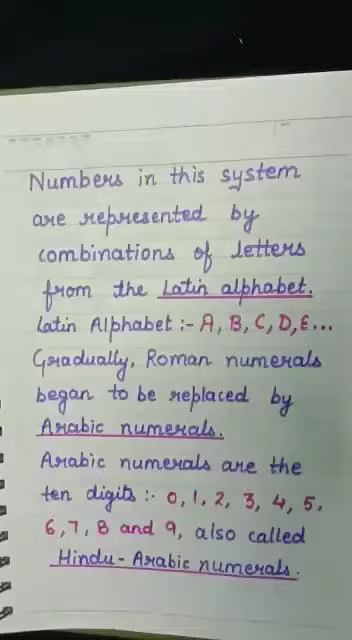 Numbers in this system
are represented by
combinations of letters
from the Latin alphabet.
Latin Alphabet :- A, B, C, D, E...
Gradually, Roman numerals
began to be replaced by
Arabic numerals.
Arabic numerals are the
ten digits :- 0, 1, 2, 3, 4, 5,
6, 7, 8 and 9, also called
Hindu-Arabic numerals.